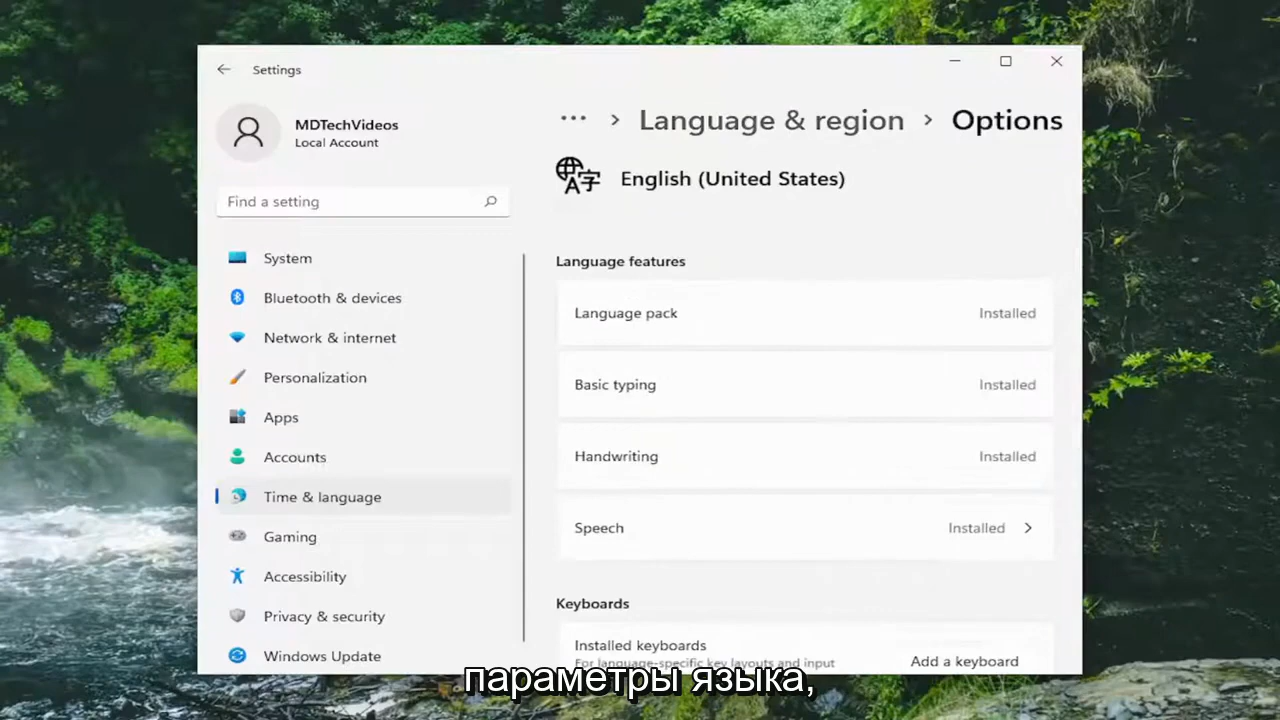 Settings
MDTechVideos
Local Account
Find a setting
System
Bluetooth & devices
Network & internet
Personalization
Apps
Accounts
Time & language
Gaming
Accessibility
Privacy & security
Windows Update
... > Language & region > Options
English (United States)
Language features
Language pack Installed
Basic typing Installed
Handwriting Installed
Speech Installed
Keyboards
Installed keyboards
For language-specific key layouts and input
Add a keyboard
параметры языка,